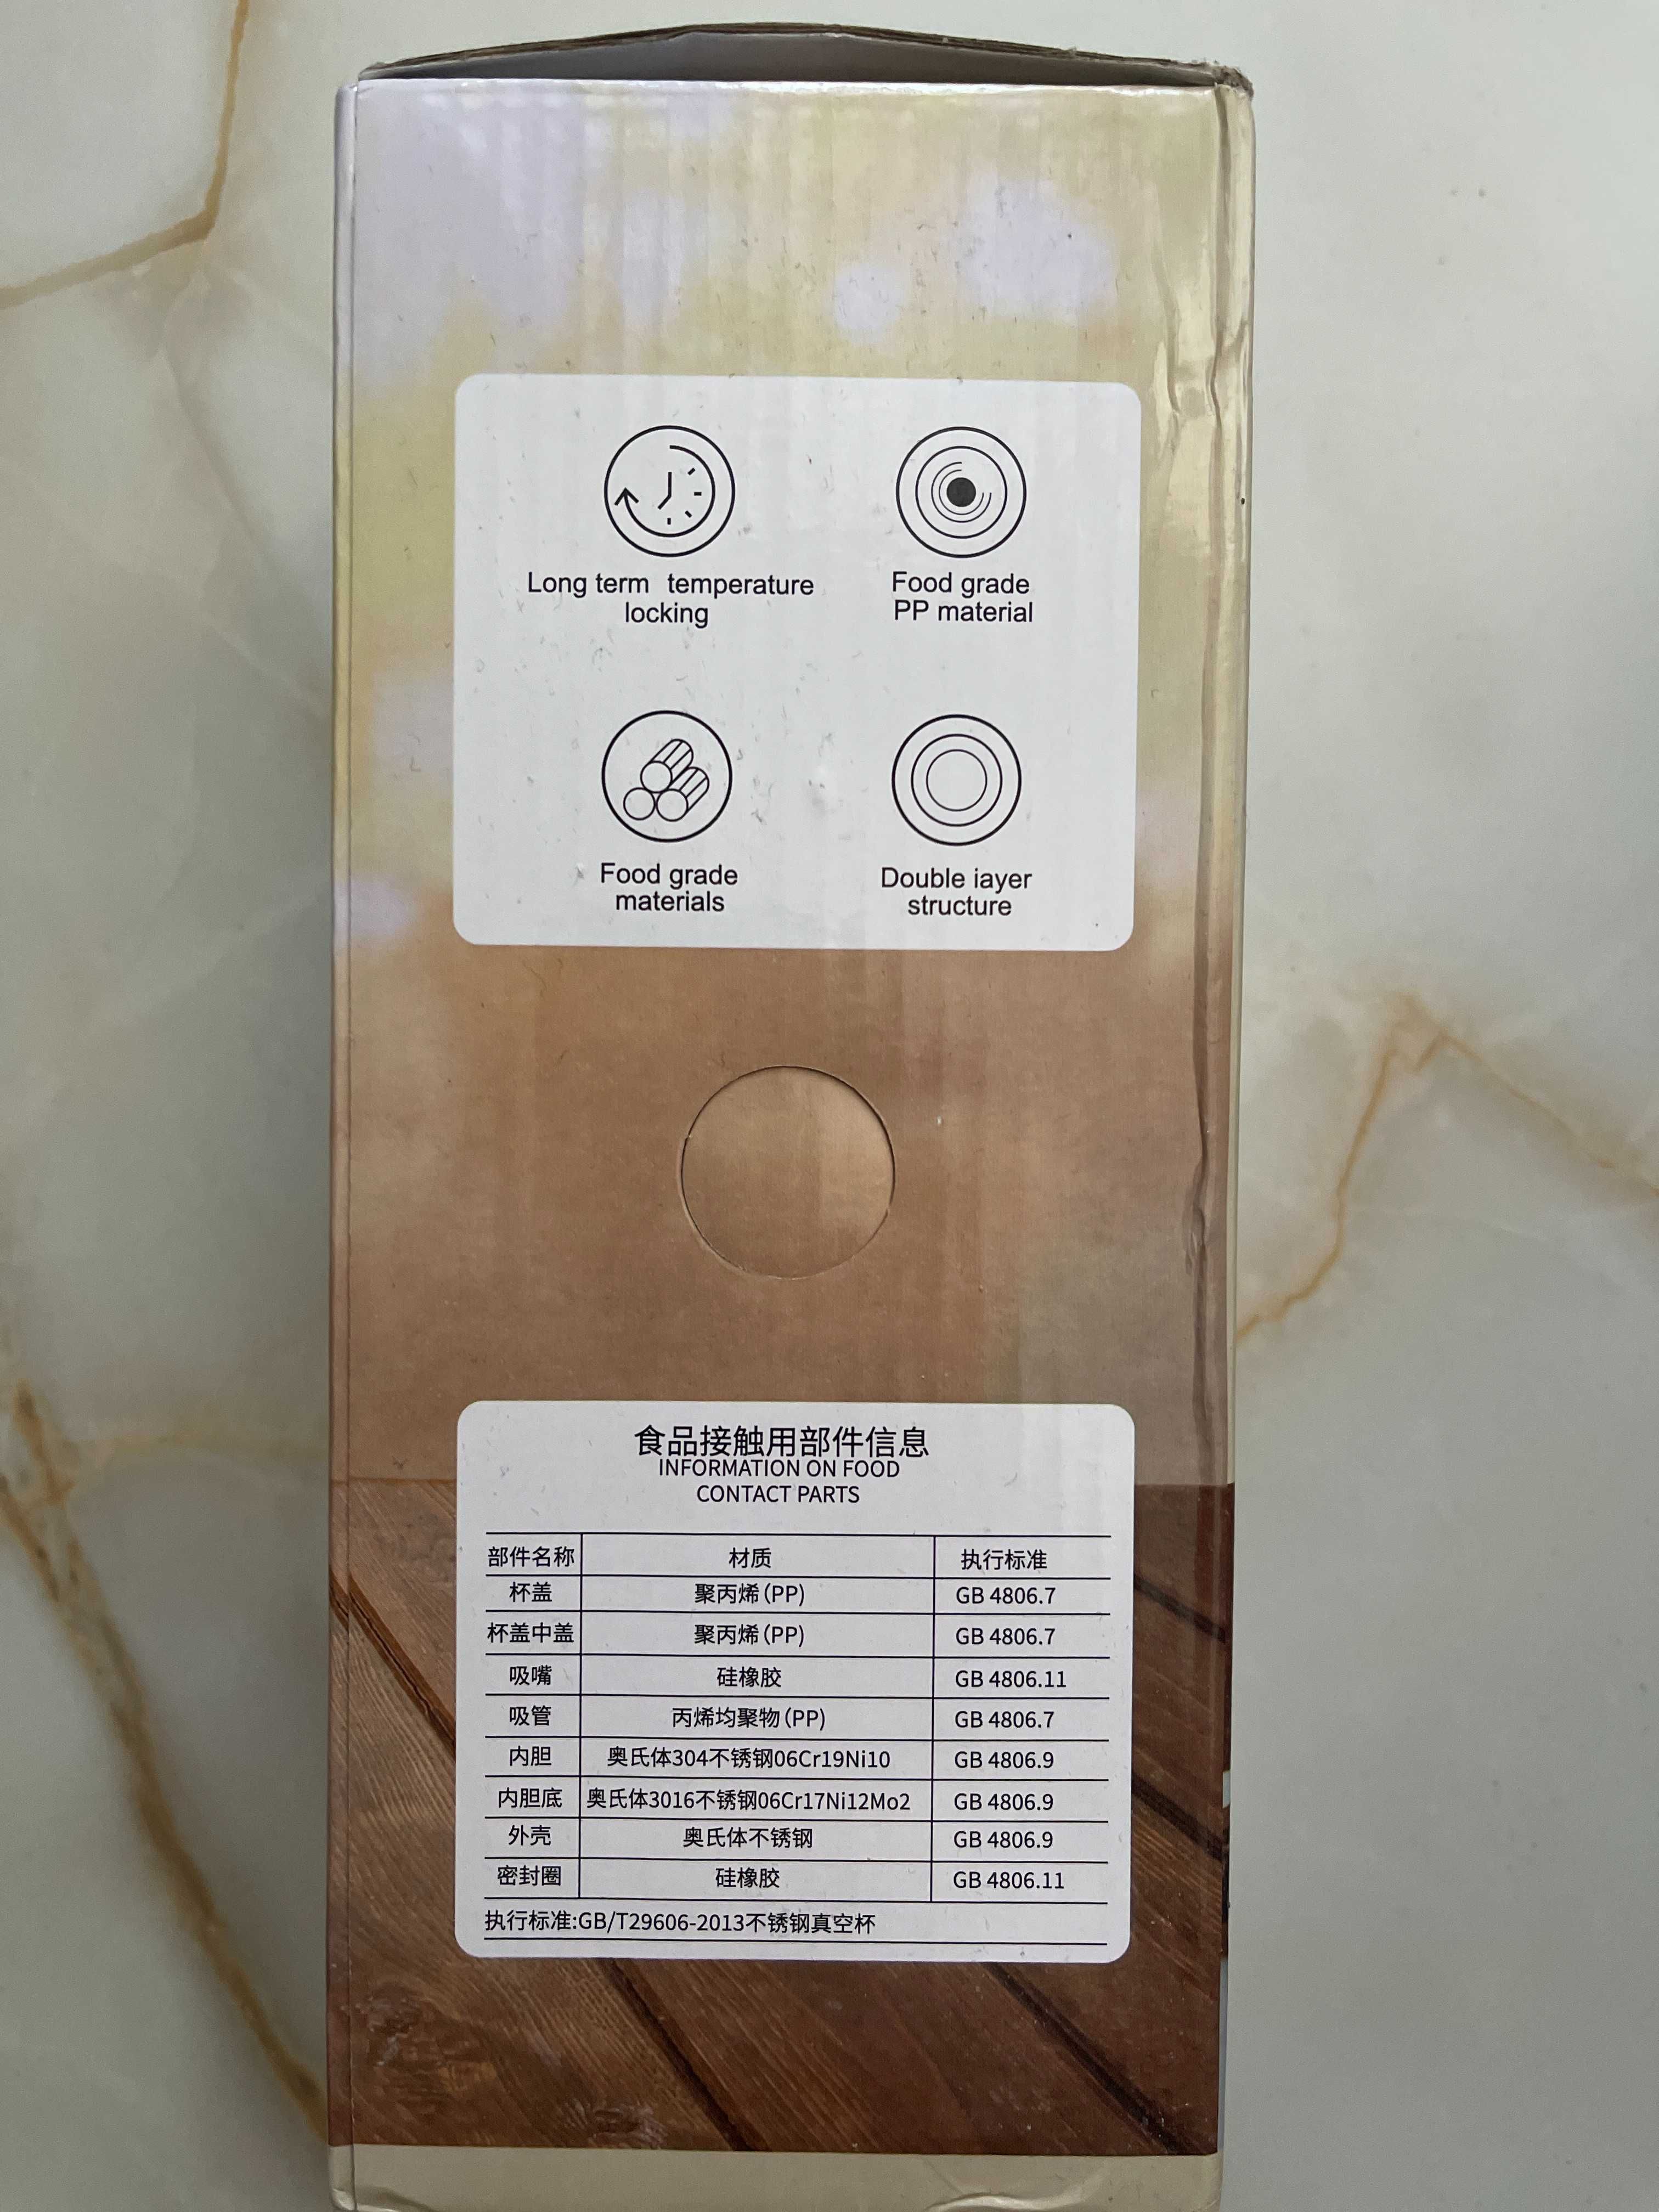 Long term temperature
locking
Food grade
PP material
Food grade
materials
Double iayer
structure
食品接触用部件信息
INFORMATION ON FOOD
CONTACT PARTS
部件名称 材质 执行标准
杯盖 聚丙烯(PP) GB 4806.7
杯盖中盖 聚丙烯(PP) GB 4806.7
吸嘴 硅橡胶 GB 4806.11
吸管 丙烯均聚物(PP) GB 4806.7
内胆 奥氏体304不锈钢06Cr19Ni10 GB 4806.9
内胆底 奥氏体3016不锈钢06Cr17Ni12Mo2 GB 4806.9
外壳 奥氏体不锈钢 GB 4806.9
密封圈 硅橡胶 GB 4806.11
执行标准:GB/T29606-2013不锈钢真空杯